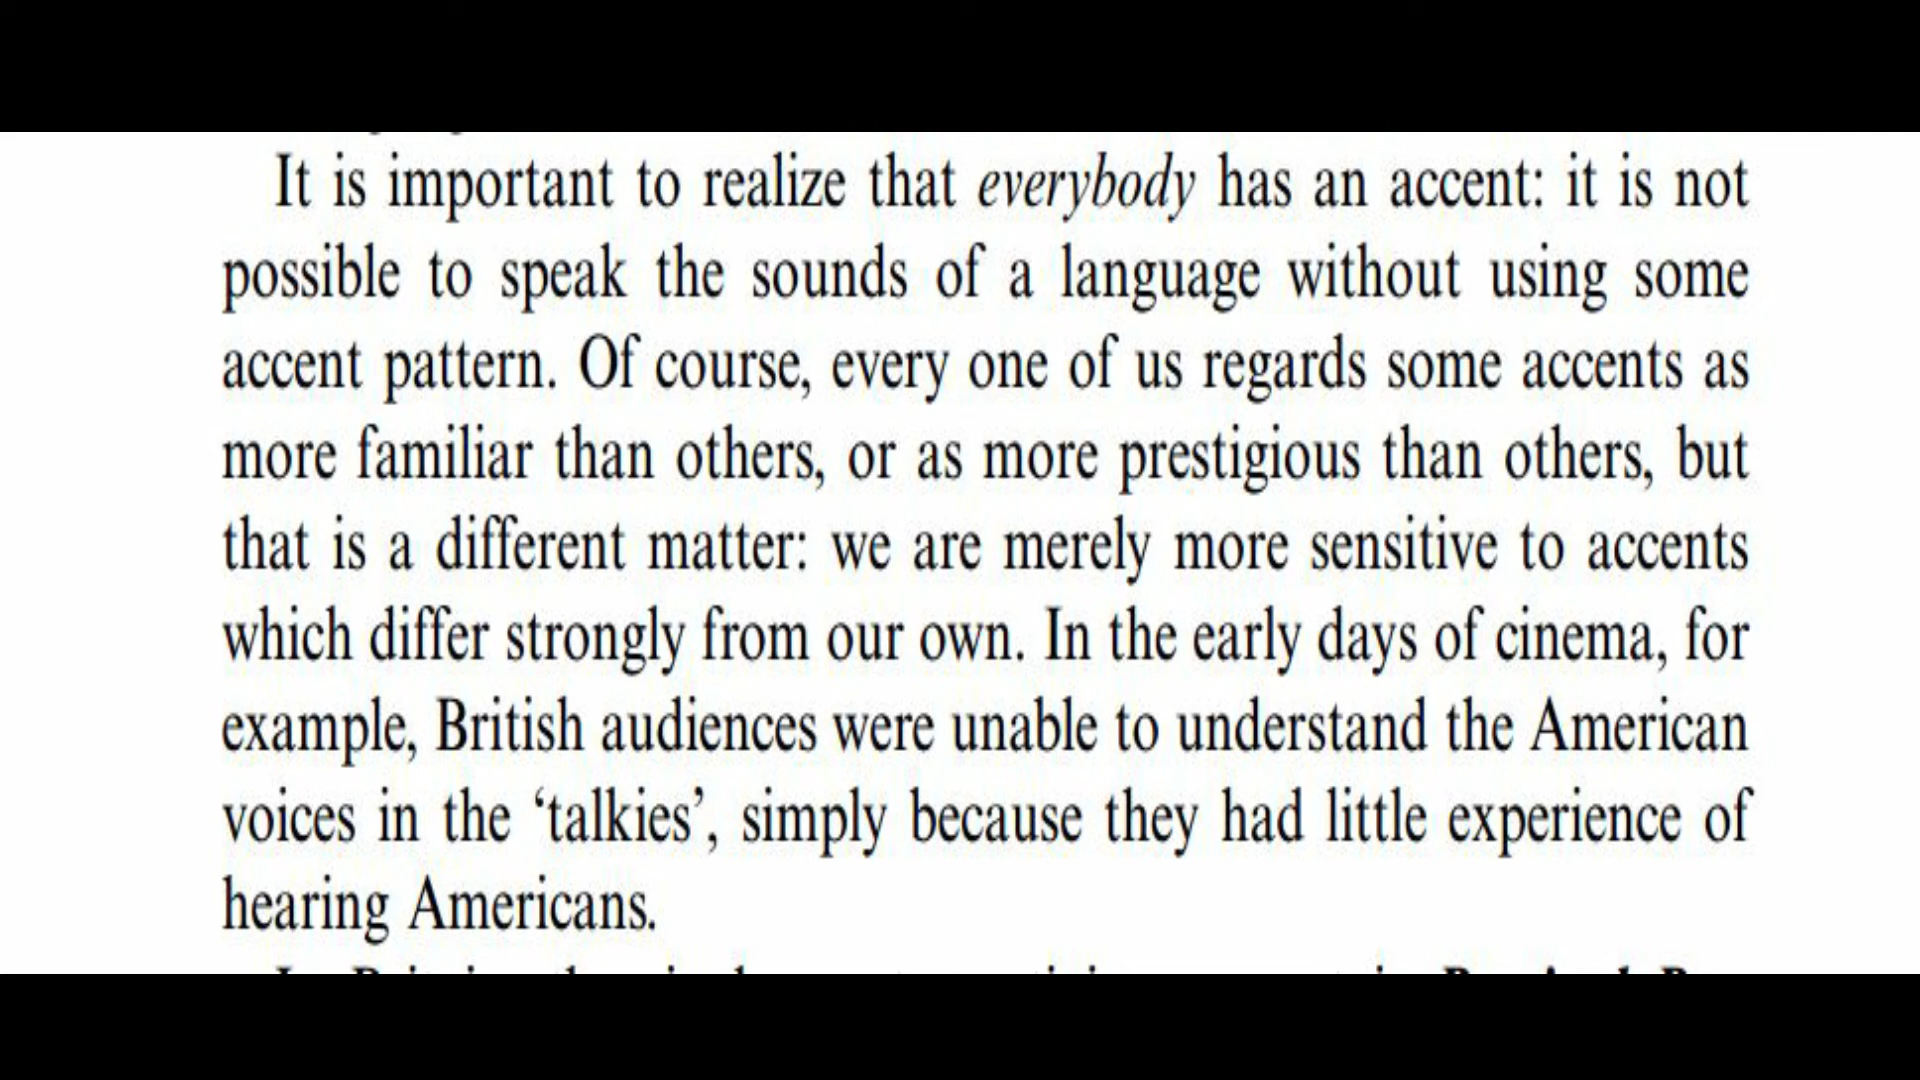 It is important to realize that everybody has an accent: it is not
possible to speak the sounds of a language without using some
accent pattern. Of course, every one of us regards some accents as
more familiar than others, or as more prestigious than others, but
that is a different matter: we are merely more sensitive to accents
which differ strongly from our own. In the early days of cinema, for
example, British audiences were unable to understand the American
voices in the ‘talkies’, simply because they had little experience of
hearing Americans.